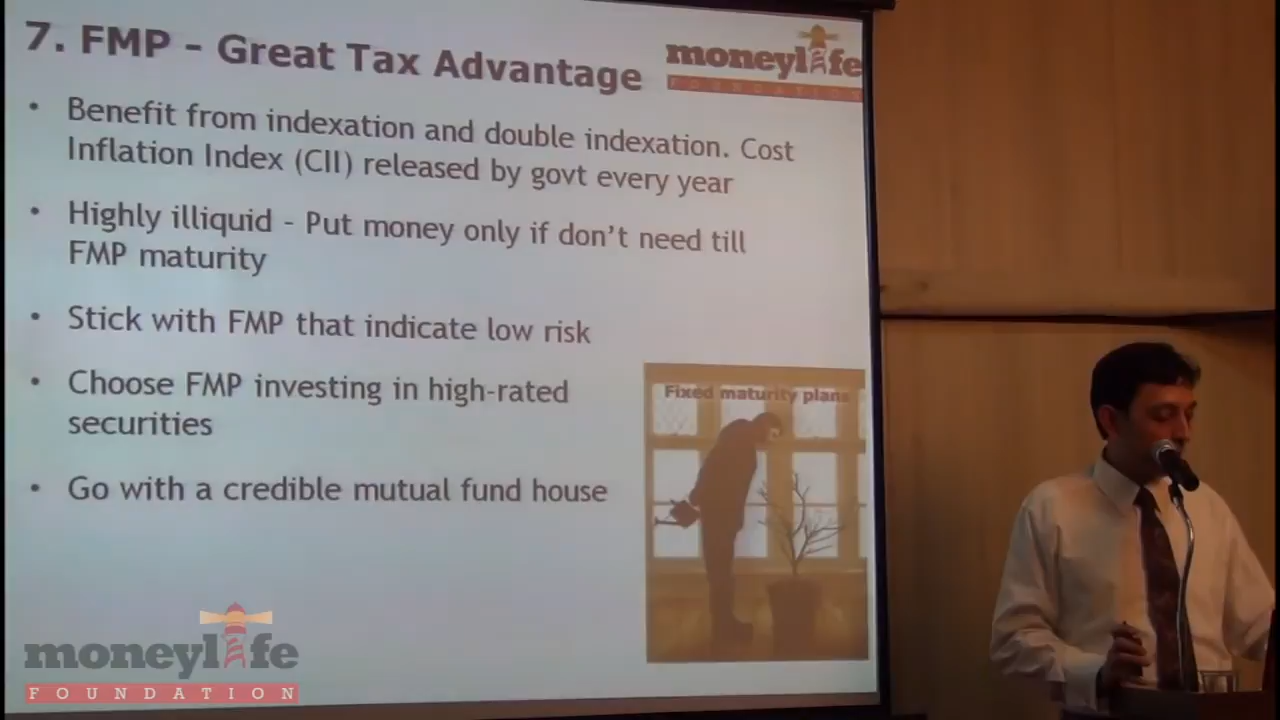 7. FMP - Great Tax Advantage
moneylife
FOUNDATION
• Benefit from indexation and double indexation. Cost
Inflation Index (CII) released by govt every year
• Highly illiquid - Put money only if don't need till
FMP maturity
• Stick with FMP that indicate low risk
• Choose FMP investing in high-rated
securities
• Go with a credible mutual fund house
Fixed maturity plans
moneylife
FOUNDATION